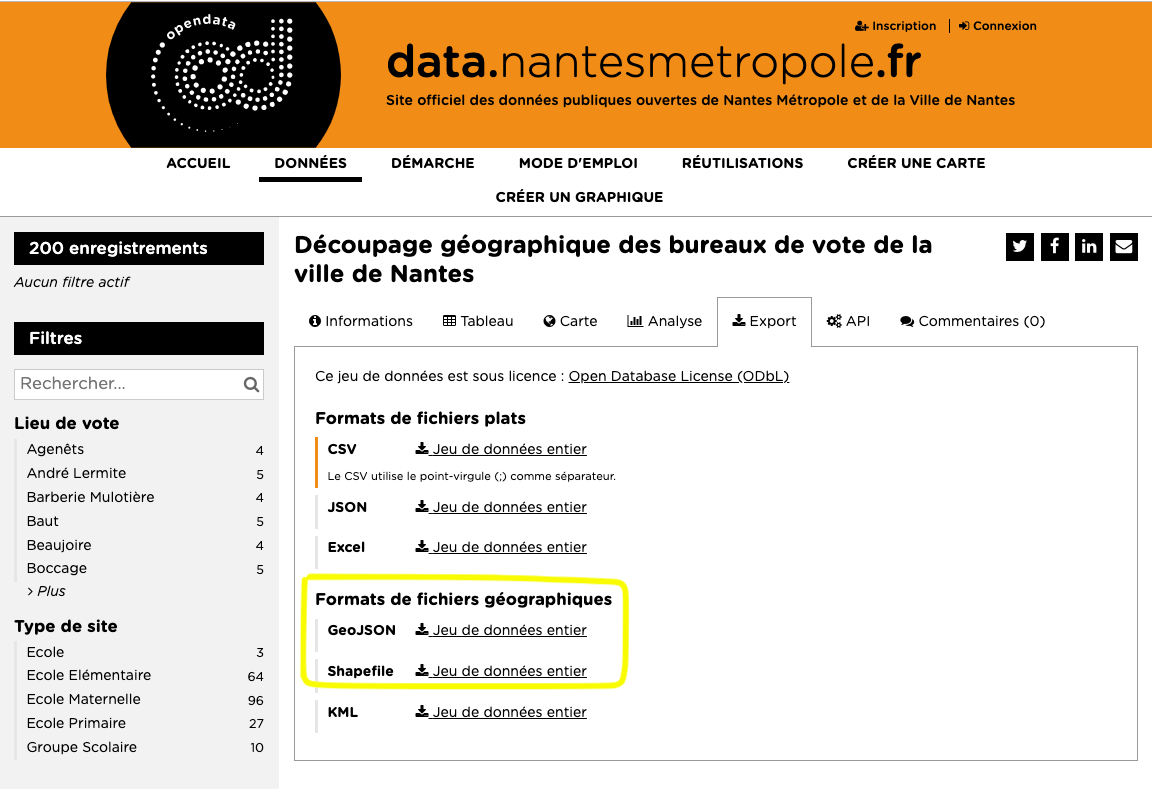 opendata
Inscription
Connexion
data.nantesmetropole.fr
Site officiel des données publiques ouvertes de Nantes Métropole et de la Ville de Nantes
ACCUEIL
DONNÉES
DÉMARCHE
MODE D'EMPLOI
RÉUTILISATIONS
CRÉER UNE CARTE
CRÉER UN GRAPHIQUE
200 enregistrements
Aucun filtre actif
Filtres
Rechercher...
Lieu de vote
Agenêts 4
André Lermite 5
Barberie Mulotière 4
Baut 5
Beaujoire 4
Boccage 5
> Plus
Type de site
Ecole 3
Ecole Elémentaire 64
Ecole Maternelle 96
Ecole Primaire 27
Groupe Scolaire 10
Découpage géographique des bureaux de vote de la
ville de Nantes
Informations
Tableau
Carte
Analyse
Export
API
Commentaires (0)
Ce jeu de données est sous licence : Open Database License (ODbL)
Formats de fichiers plats
CSV Jeu de données entier
Le CSV utilise le point-virgule (;) comme séparateur.
JSON Jeu de données entier
Excel Jeu de données entier
Formats de fichiers géographiques
GeoJSON Jeu de données entier
Shapefile Jeu de données entier
KML Jeu de données entier